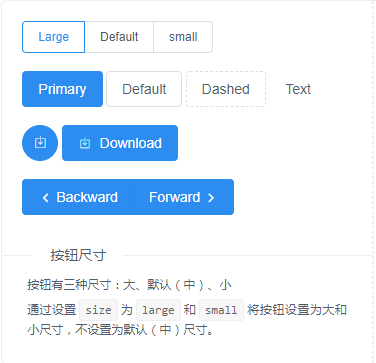 Large Default small
Primary Default Dashed Text
Download
Backward Forward
按钮尺寸
按钮有三种尺寸：大、默认（中）、小
通过设置 size 为 large 和 small 将按钮设置为大和
小尺寸，不设置为默认（中）尺寸。